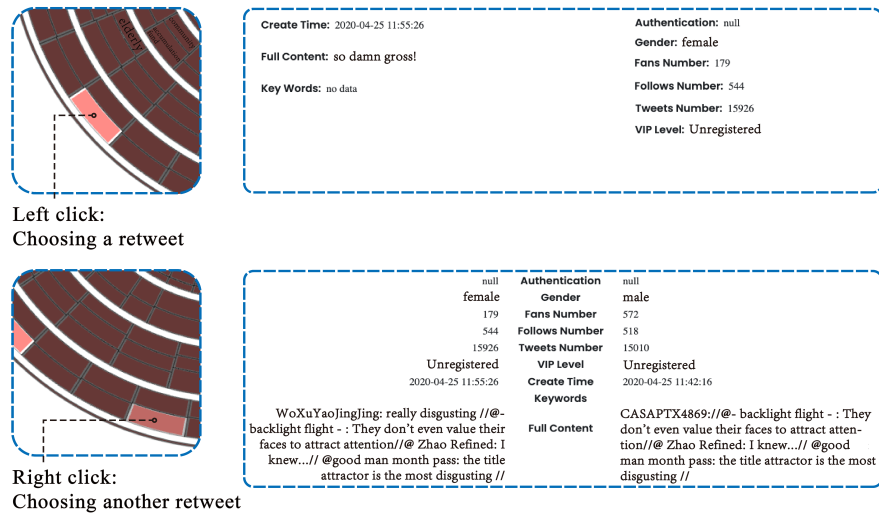 community
elderly
accumulation
Create Time: 2020-04-25 11:55:26
Full Content: so damn gross!
Key Words: no data
Authentication: null
Gender: female
Fans Number: 179
Follows Number: 544
Tweets Number: 15926
VIP Level: Unregistered
Left click:
Choosing a retweet
null Authentication null
female Gender male
179 Fans Number 572
544 Follows Number 518
15926 Tweets Number 15010
Unregistered VIP Level Unregistered
2020-04-25 11:55:26 Create Time 2020-04-25 11:42:16
Keywords
Full Content
WoXuYaoJingJing: really disgusting //@-
backlight flight - : They don't even value their
faces to attract attention//@ Zhao Refined: I
knew...// @good man month pass: the title
attractor is the most disgusting //
CASAPTX4869://@- backlight flight - : They
don't even value their faces to attract atten-
tion//@ Zhao Refined: I knew...// @good
man month pass: the title attractor is the most
disgusting //
Right click:
Choosing another retweet